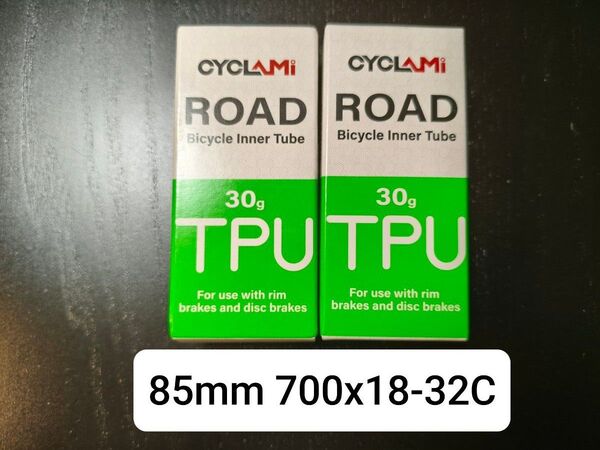 CYCLAMi
ROAD
Bicycle Inner Tube
30g
TPU
For use with rim
brakes and disc brakes
CYCLAMi
ROAD
Bicycle Inner Tube
30g
TPU
For use with rim
brakes and disc brakes
85mm 700x18-32C